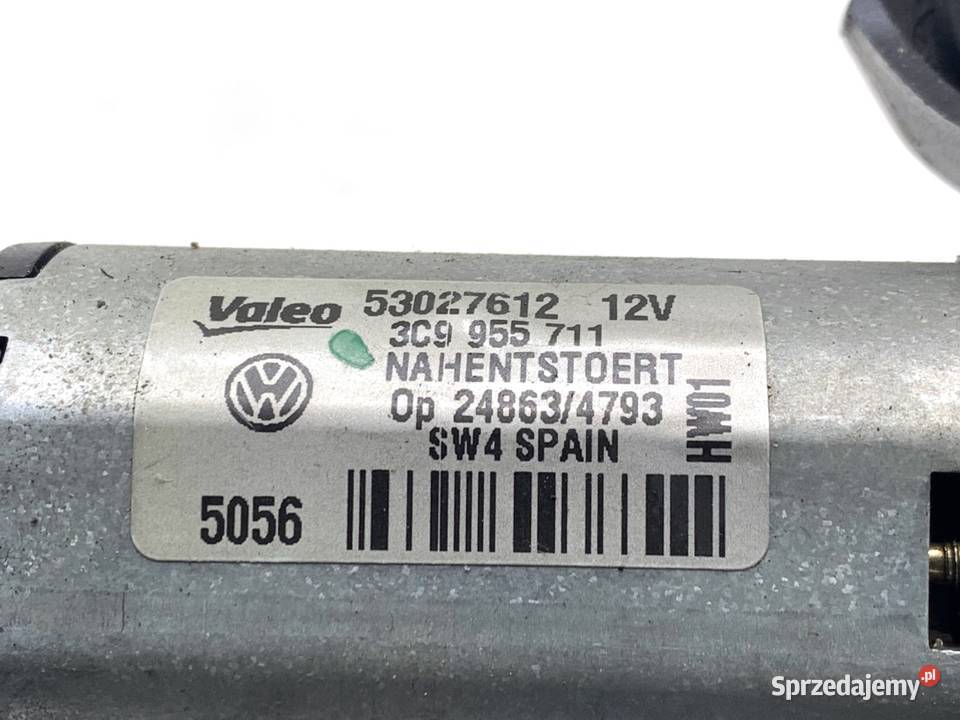 Valeo 53027612 12V
3C9 955 711
NAHENTSTOERT
Op 24863/4793
SW4 SPAIN
HW01
5056
Sprzedajemy.pl